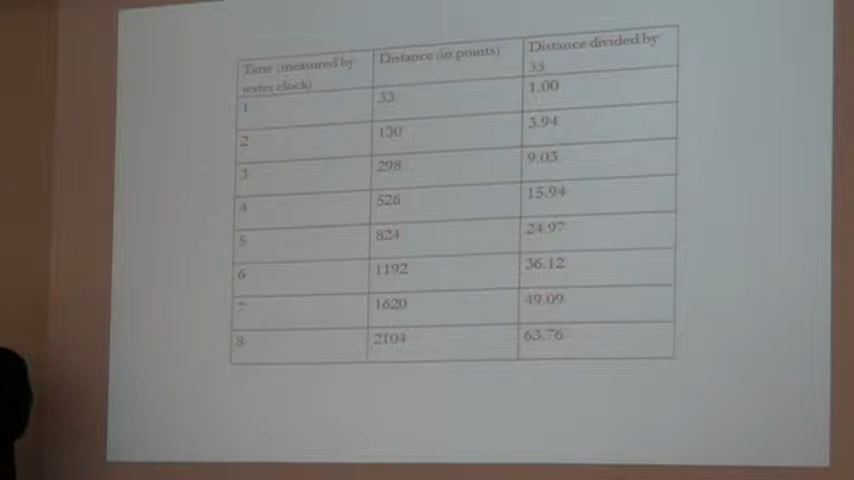 Time (measured by water clock) Distance (in points) Distance divided by 33
1 33 1.00
2 130 3.94
3 298 9.03
4 526 15.94
5 824 24.97
6 1192 36.12
7 1620 49.09
8 2104 63.76